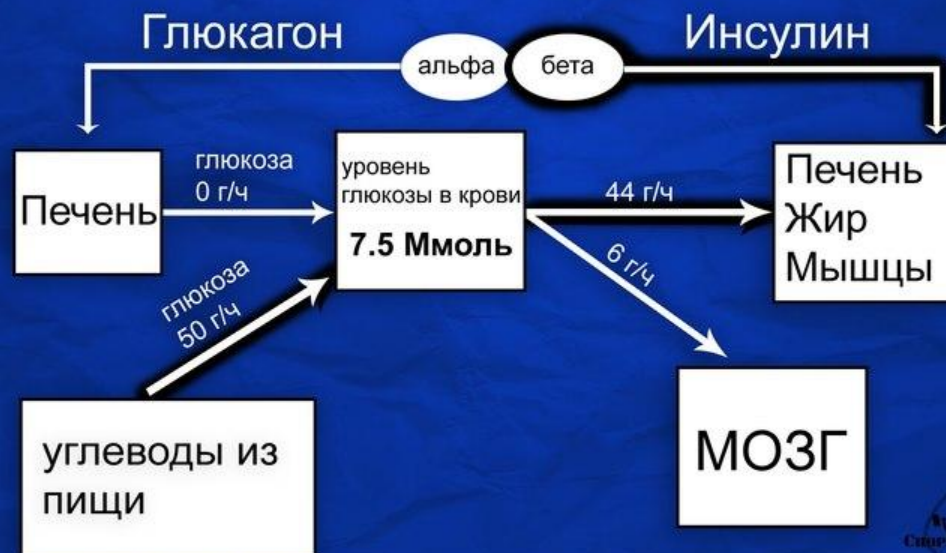 Глюкагон
альфа
бета
Инсулин
Печень
глюкоза
0 г/ч
уровень
глюкозы в крови
7.5 Ммоль
44 г/ч
Печень
Жир
Мышцы
глюкоза
50 г/ч
6 г/ч
углеводы из
пищи
МОЗГ